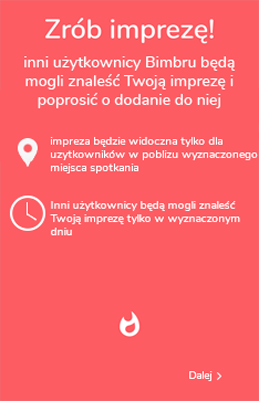 Zrób imprezę!
inni użytkownicy Bimbru będą
mogli znaleść Twoją imprezę i
poprosić o dodanie do niej
impreza będzie widoczna tylko dla
uzytkowników w poblizu wyznaczonego
miejsca spotkania
Inni użytkownicy będą mogli znaleść
Twoją imprezę tylko w wyznaczonym
dniu
Dalej